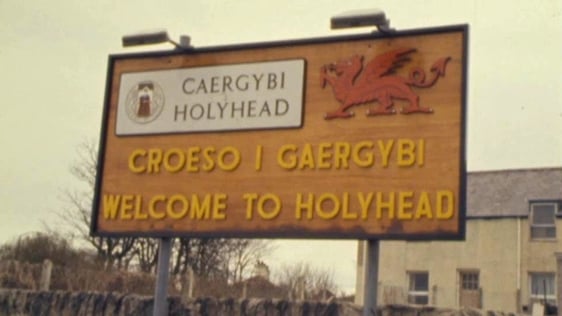 CAERGYBI
HOLYHEAD
CROESO I GAERGYBI
WELCOME TO HOLYHEAD